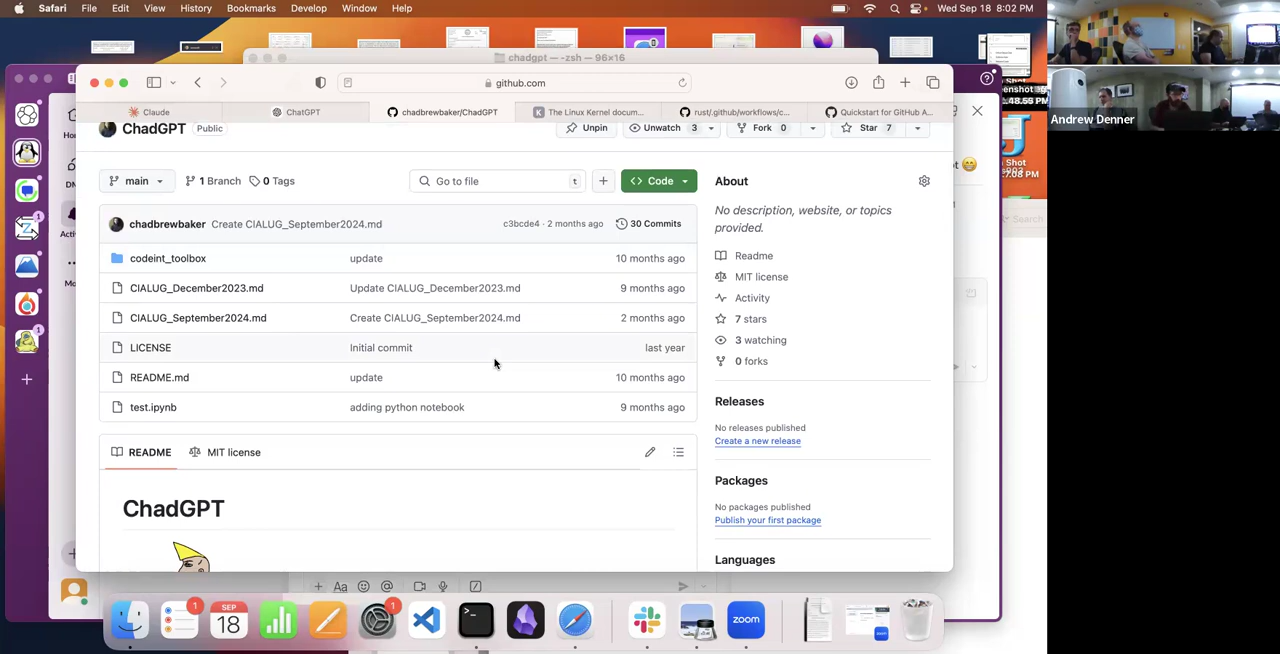 Safari File Edit View History Bookmarks Develop Window Help
Wed Sep 18 8:02 PM
chadgpt — -zsh — 96×16
github.com
Claude
ChatGPT
chadbrewbaker/ChadGPT
The Linux Kernel docum...
rust/.github/workflows/c...
Quickstart for GitHub A...
Andrew Denner
ChadGPT Public
Unpin
Unwatch 3
Fork 0
Star 7
main
1 Branch
0 Tags
Go to file
t
<> Code
About
No description, website, or topics
provided.
chadbrewbaker Create CIALUG_September2024.md
c3bcde4 · 2 months ago
30 Commits
codeint_toolbox update 10 months ago
CIALUG_December2023.md Update CIALUG_December2023.md 9 months ago
CIALUG_September2024.md Create CIALUG_September2024.md 2 months ago
LICENSE Initial commit last year
README.md update 10 months ago
test.ipynb adding python notebook 9 months ago
Readme
MIT license
Activity
7 stars
3 watching
0 forks
Releases
No releases published
Create a new release
README
MIT license
ChadGPT
Packages
No packages published
Publish your first package
Languages
Aa
1
SEP
18
1
zoom